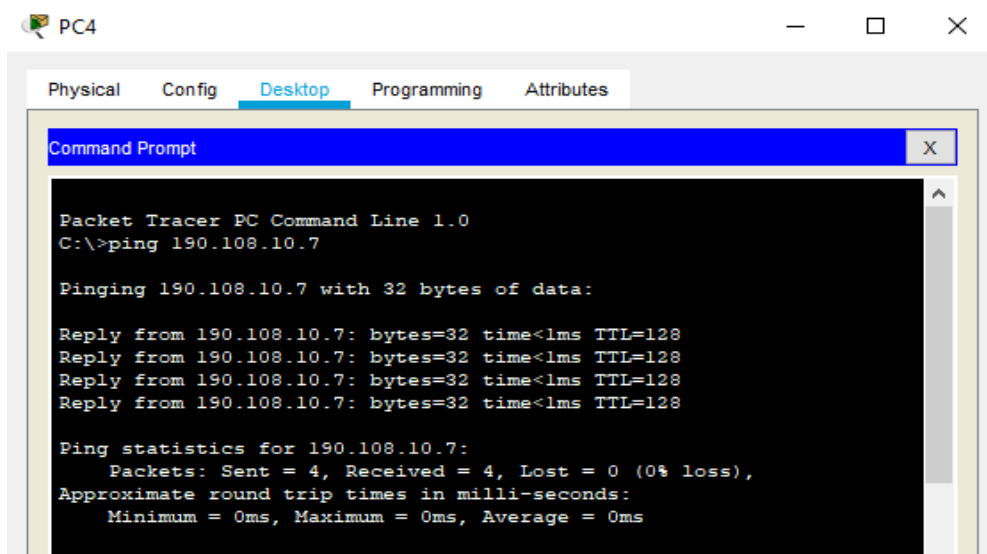 PC4
Physical Config Desktop Programming Attributes
Command Prompt X
Packet Tracer PC Command Line 1.0
C:\>ping 190.108.10.7
Pinging 190.108.10.7 with 32 bytes of data:
Reply from 190.108.10.7: bytes=32 time<1ms TTL=128
Reply from 190.108.10.7: bytes=32 time<1ms TTL=128
Reply from 190.108.10.7: bytes=32 time<1ms TTL=128
Reply from 190.108.10.7: bytes=32 time<1ms TTL=128
Ping statistics for 190.108.10.7:
Packets: Sent = 4, Received = 4, Lost = 0 (0% loss),
Approximate round trip times in milli-seconds:
Minimum = 0ms, Maximum = 0ms, Average = 0ms